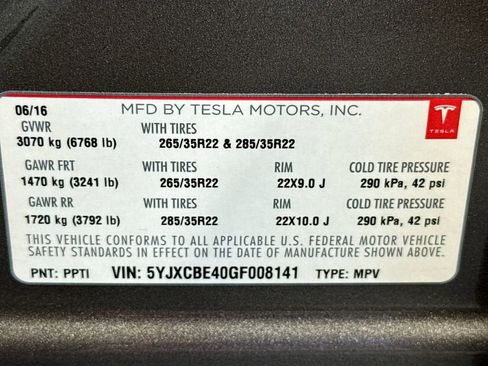 06/16 MFD BY TESLA MOTORS, INC.
TESLA
GVWR WITH TIRES
3070 kg (6768 lb) 265/35R22 & 285/35R22
GAWR FRT WITH TIRES RIM COLD TIRE PRESSURE
1470 kg (3241 lb) 265/35R22 22X9.0 J 290 kPa, 42 psi
GAWR RR WITH TIRES RIM COLD TIRE PRESSURE
1720 kg (3792 lb) 285/35R22 22X10.0 J 290 kPa, 42 psi
THIS VEHICLE CONFORMS TO ALL APPLICABLE U.S. FEDERAL MOTOR VEHICLE
SAFETY STANDARDS IN EFFECT ON THE DATE OF MANUFACTURE SHOWN ABOVE.
PNT: PPTI VIN: 5YJXCBE40GF008141 TYPE: MPV